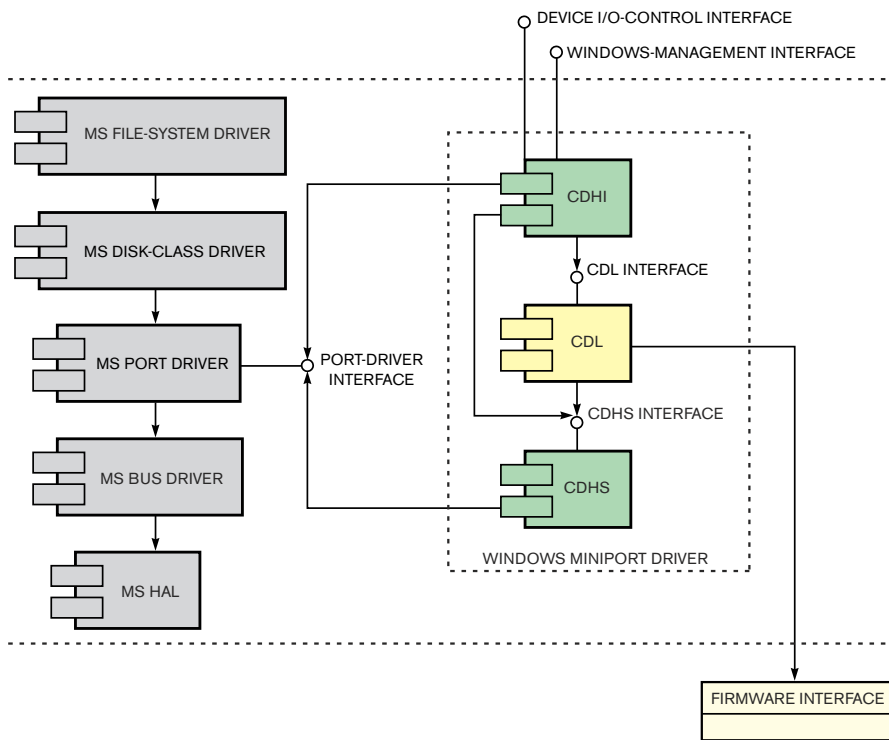 DEVICE I/O-CONTROL INTERFACE
WINDOWS-MANAGEMENT INTERFACE
MS FILE-SYSTEM DRIVER
MS DISK-CLASS DRIVER
MS PORT DRIVER
MS BUS DRIVER
MS HAL
PORT-DRIVER
INTERFACE
CDHI
CDL INTERFACE
CDL
CDHS INTERFACE
CDHS
WINDOWS MINIPORT DRIVER
FIRMWARE INTERFACE